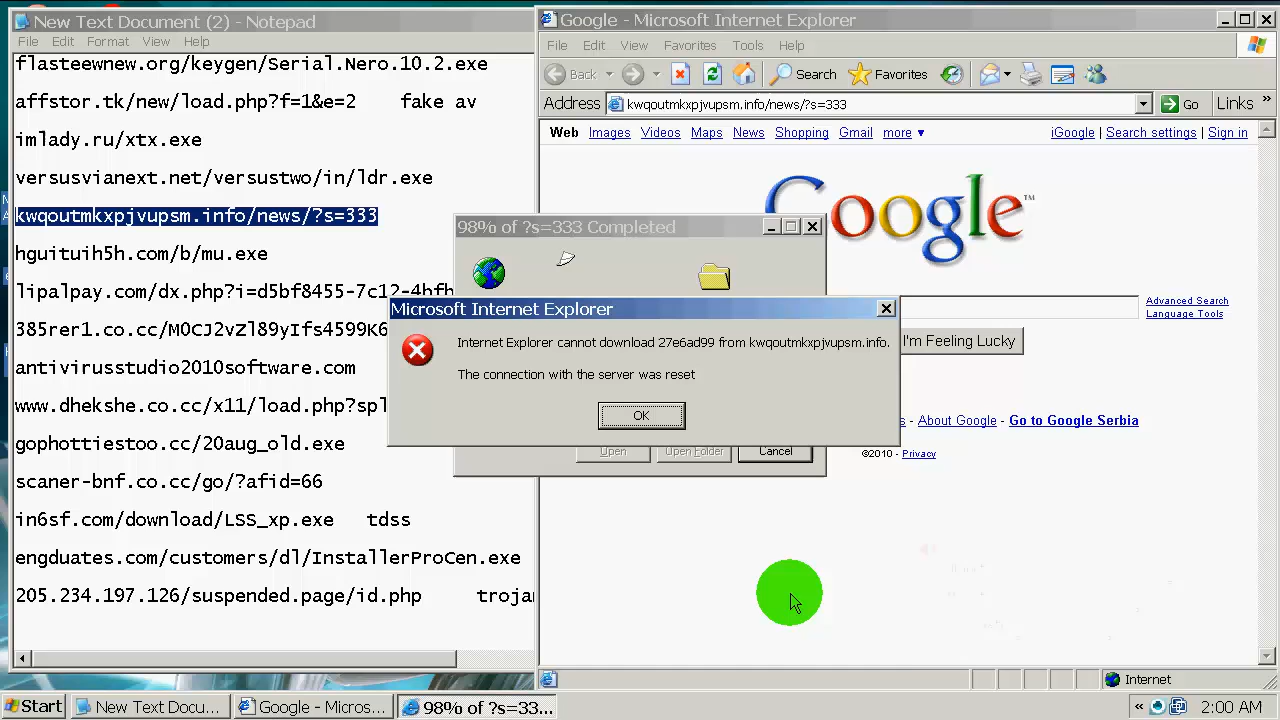 New Text Document (2) - Notepad
File Edit Format View Help
flasteewnew.org/keygen/Serial.Nero.10.2.exe
affstor.tk/new/load.php?f=1&e=2 fake av
imlady.ru/xtx.exe
versusvianext.net/versustwo/in/ldr.exe
kwqoutmkxpjvupsm.info/news/?s=333
hguituih5h.com/b/mu.exe
lipalpay.com/dx.php?i=d5bf8455-7c12-4hfh
385rer1.co.cc/MOCJ2vZl89yIfs4599K6
antivirusstudio2010software.com
www.dhekshe.co.cc/x11/load.php?spl
gophottiestoo.cc/20aug_old.exe
scaner-bnf.co.cc/go/?afid=66
in6sf.com/download/LSS_xp.exe tdss
engduates.com/customers/dl/InstallerProCen.exe
205.234.197.126/suspended.page/id.php trojan
Google - Microsoft Internet Explorer
File Edit View Favorites Tools Help
Back Search Favorites
Address kwqoutmkxpjvupsm.info/news/?s=333 Go Links »
Web Images Videos Maps News Shopping Gmail more ▼ iGoogle | Search settings | Sign in
Google™
Advanced Search
Language Tools
I'm Feeling Lucky
- About Google - Go to Google Serbia
©2010 - Privacy
98% of ?s=333 Completed
Open Open Folder Cancel
Microsoft Internet Explorer
Internet Explorer cannot download 27e6ad99 from kwqoutmkxpjvupsm.info.
The connection with the server was reset
OK
Internet
Start New Text Docu... Google - Micros... 98% of ?s=33... « 2:00 AM